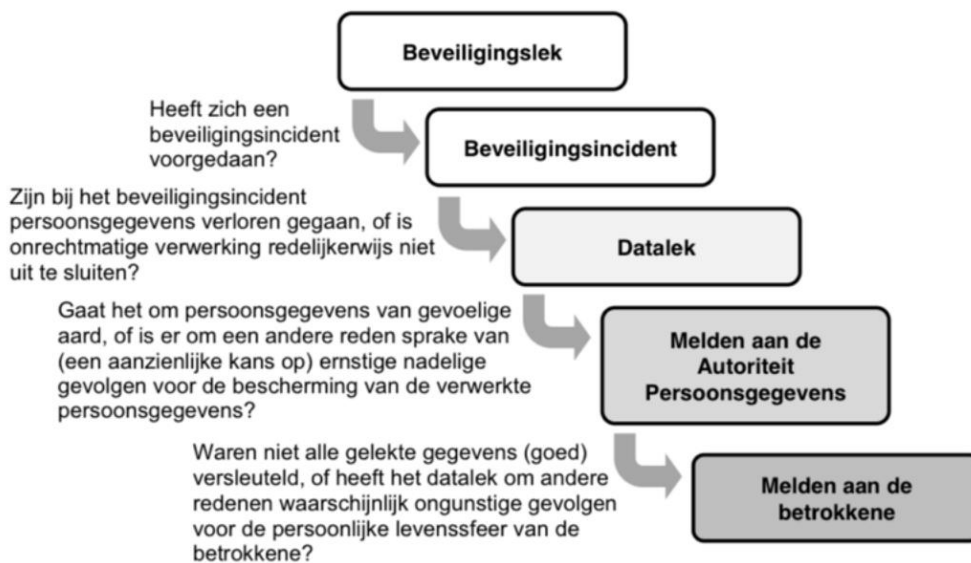 Beveiligingslek
Heeft zich een
beveiligingsincident
voorgedaan?
Beveiligingsincident
Zijn bij het beveiligingsincident
persoonsgegevens verloren gegaan, of is
onrechtmatige verwerking redelijkerwijs niet
uit te sluiten?
Datalek
Gaat het om persoonsgegevens van gevoelige
aard, of is er om een andere reden sprake van
(een aanzienlijke kans op) ernstige nadelige
gevolgen voor de bescherming van de verwerkte
persoonsgegevens?
Melden aan de
Autoriteit
Persoonsgegevens
Waren niet alle gelekte gegevens (goed)
versleuteld, of heeft het datalek om andere
redenen waarschijnlijk ongunstige gevolgen
voor de persoonlijke levenssfeer van de
betrokkene?
Melden aan de
betrokkene